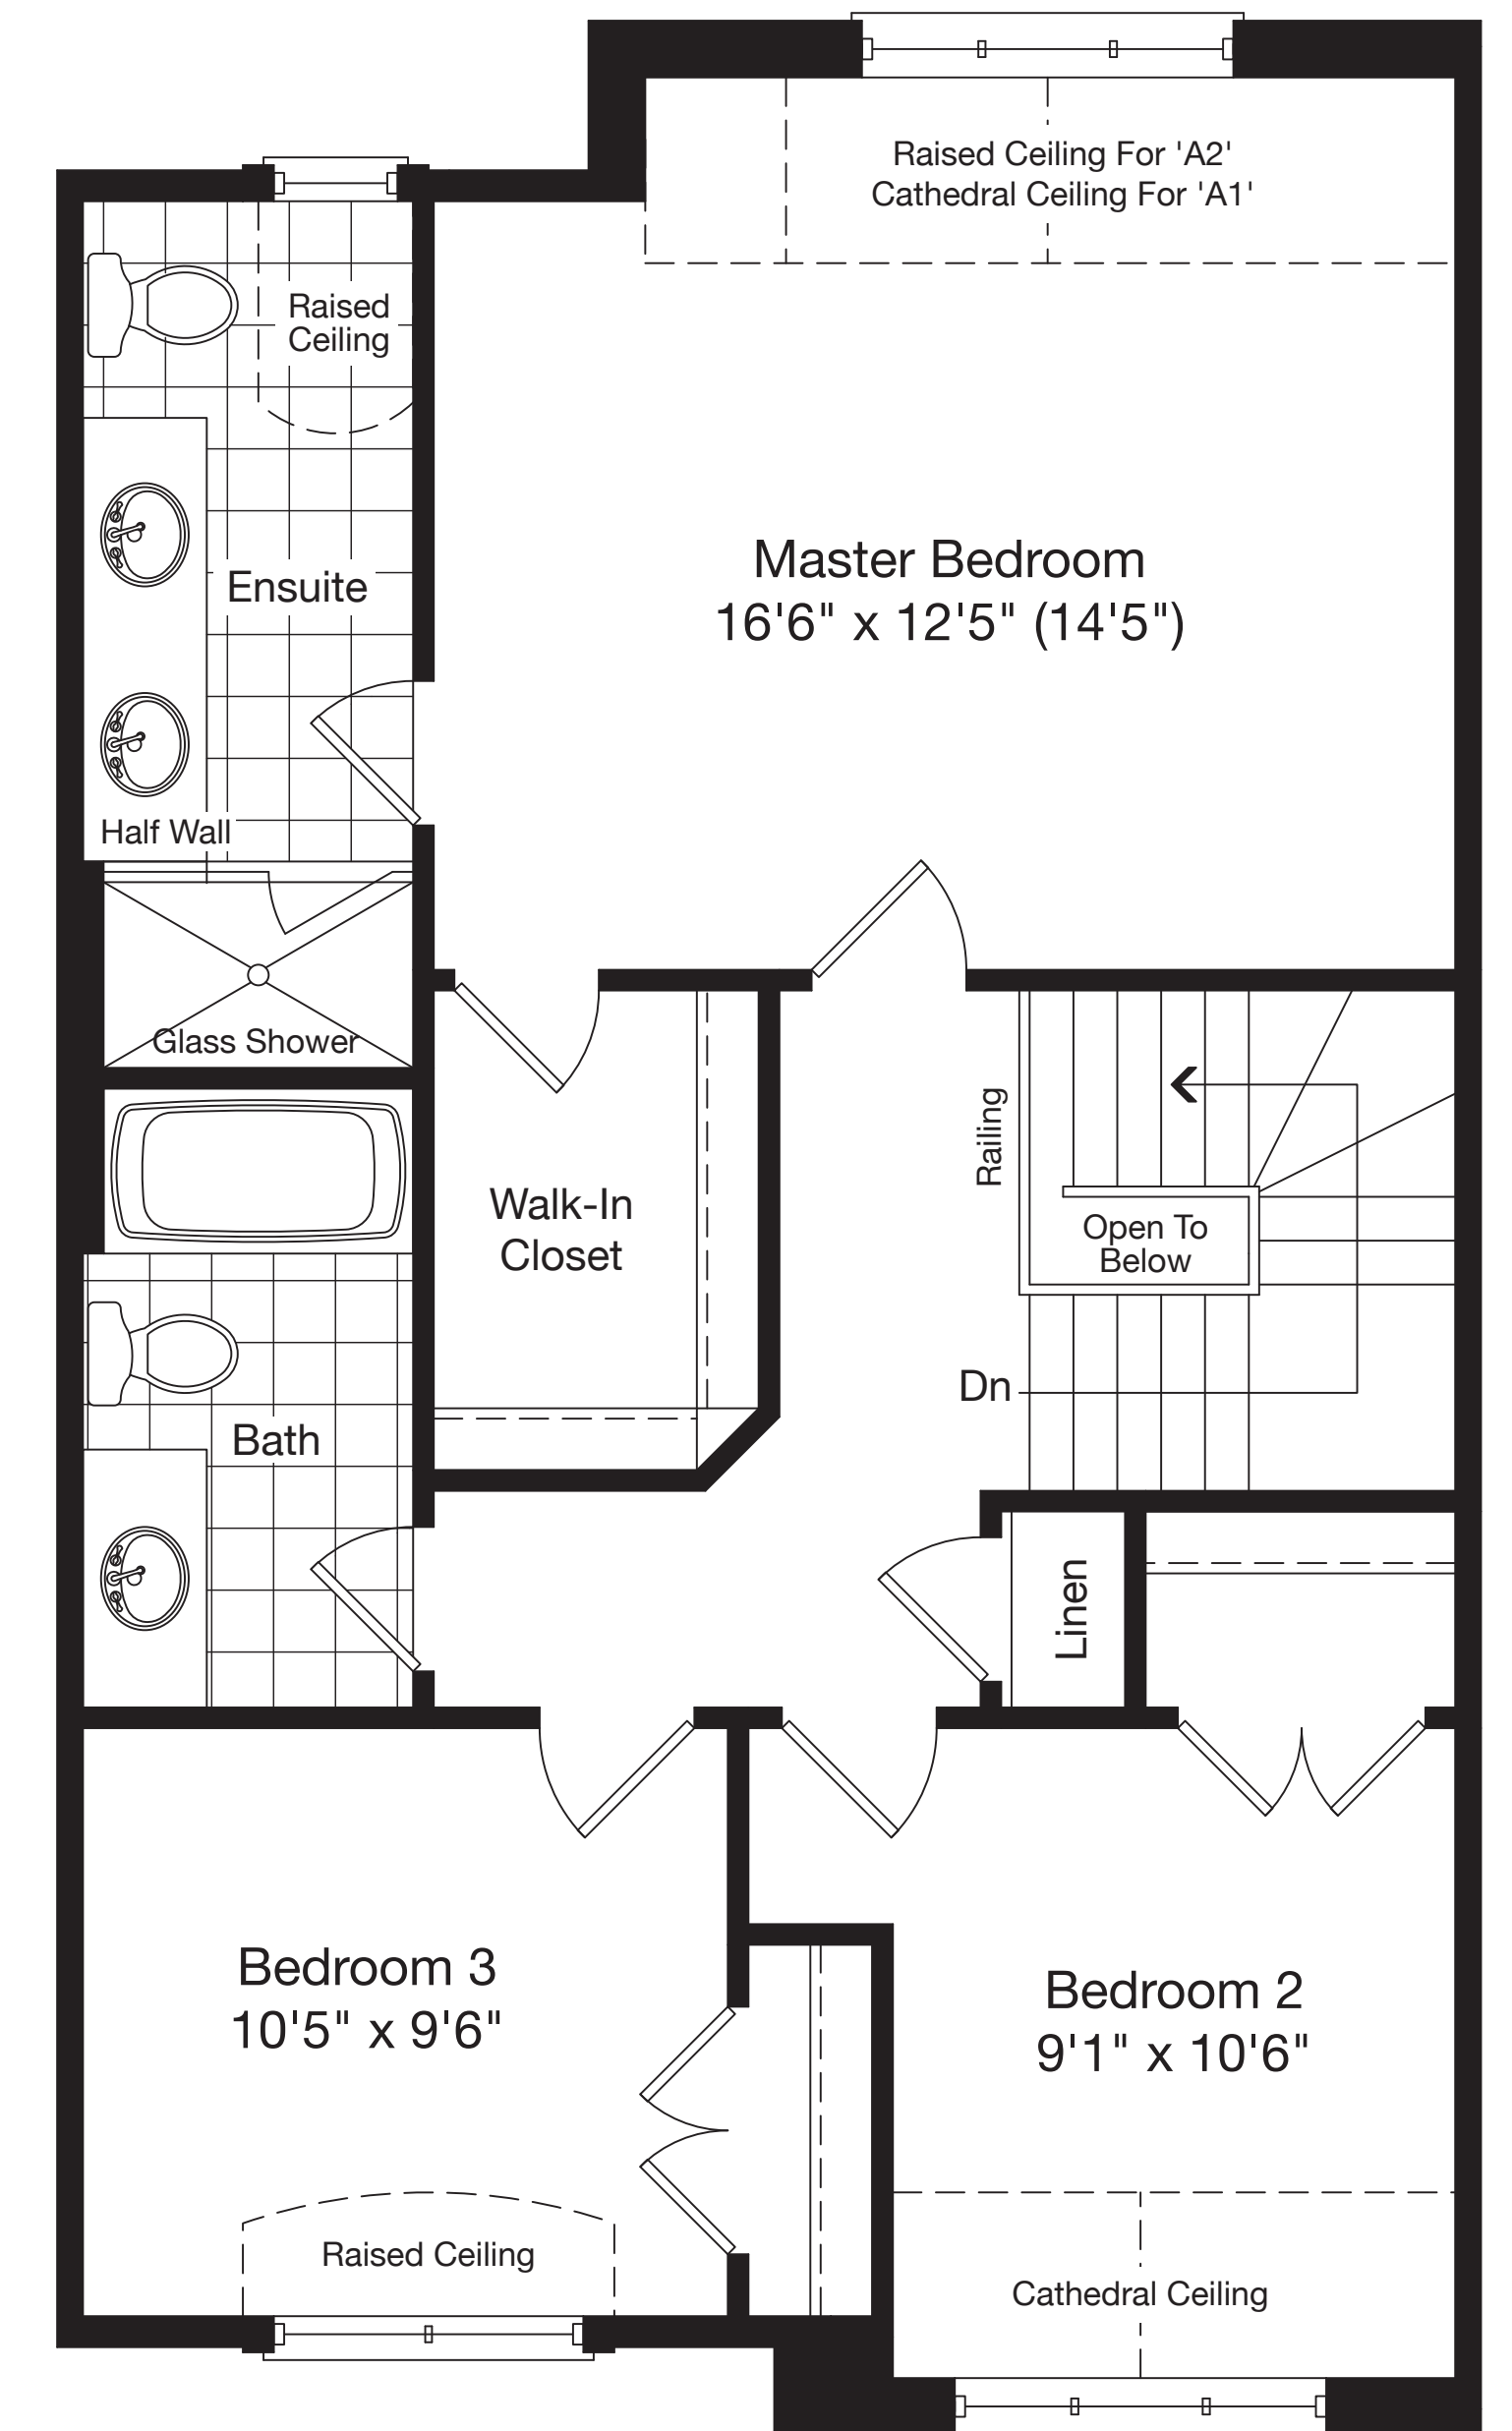 Raised Ceiling For 'A2'
Cathedral Ceiling For 'A1'
Raised
Ceiling
Master Bedroom
16'6" x 12'5" (14'5")
Ensuite
Half Wall
Glass Shower
Walk-In
Closet
Railing
Open To
Below
Dn
Bath
Linen
Bedroom 3
10'5" x 9'6"
Bedroom 2
9'1" x 10'6"
Raised Ceiling
Cathedral Ceiling